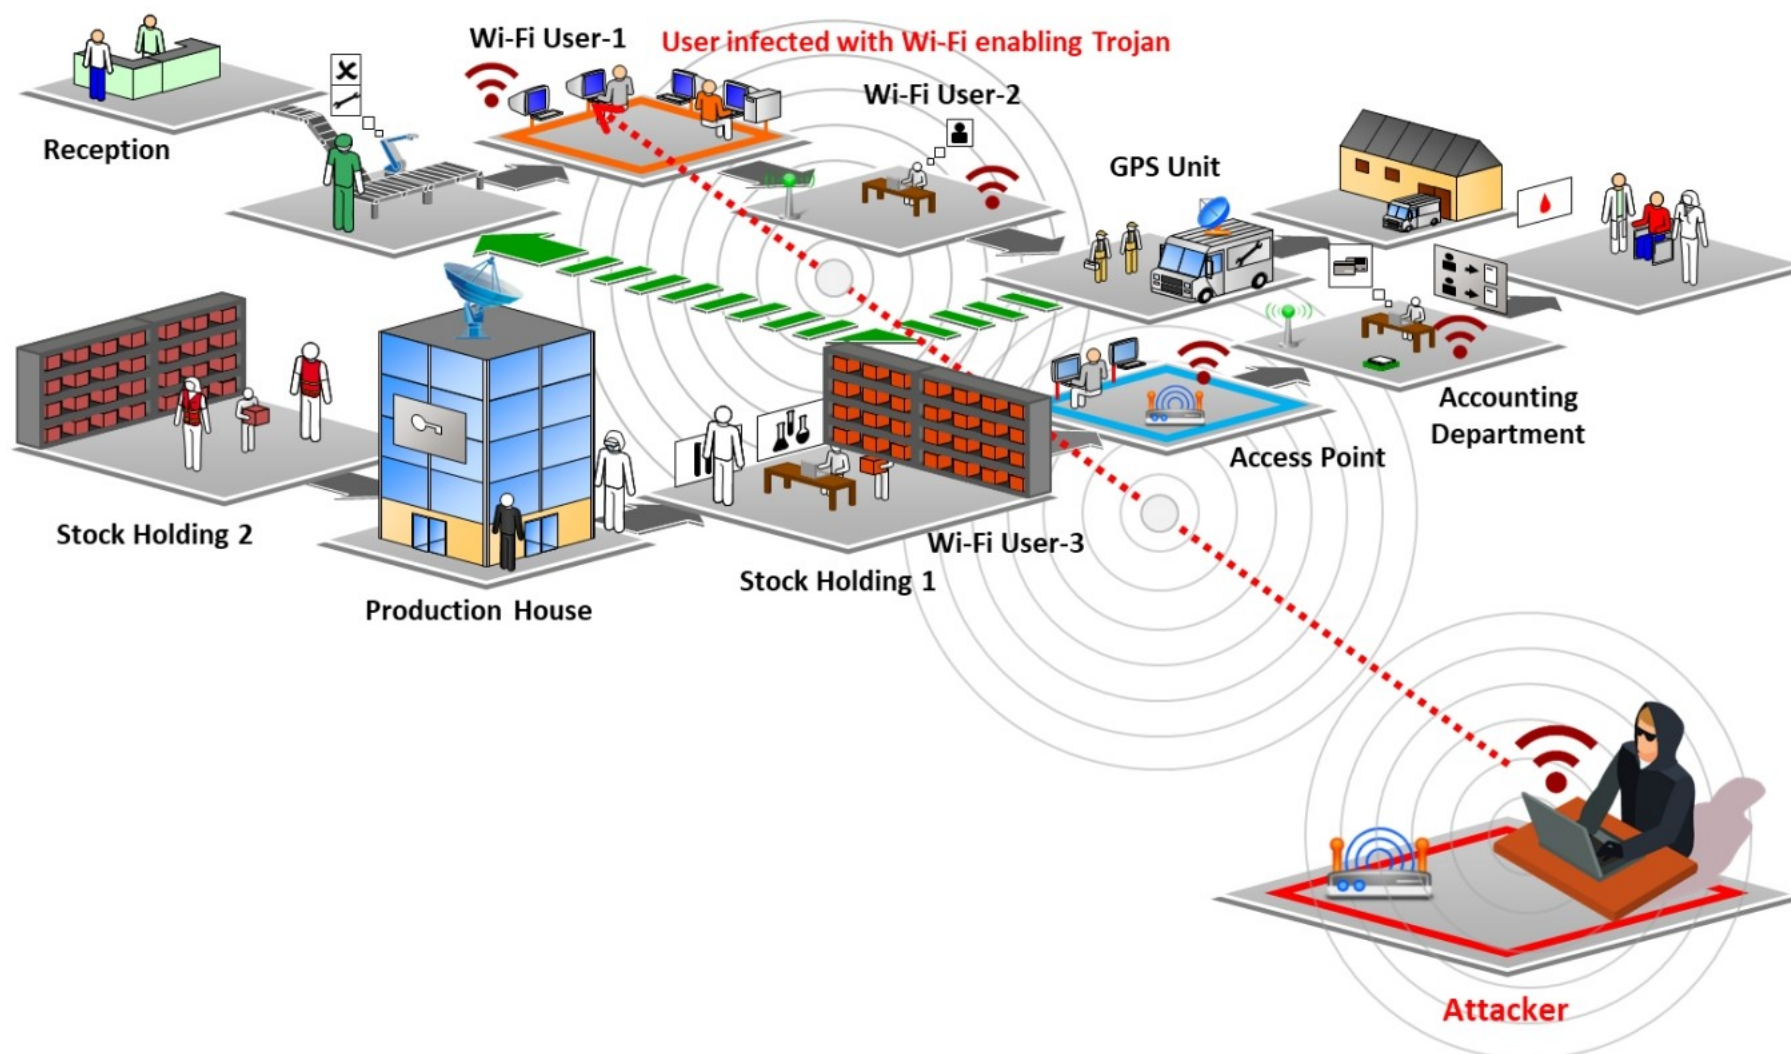 Wi-Fi User-1
User infected with Wi-Fi enabling Trojan
Wi-Fi User-2
Reception
GPS Unit
Accounting
Department
Access Point
Stock Holding 2
Wi-Fi User-3
Stock Holding 1
Production House
Attacker